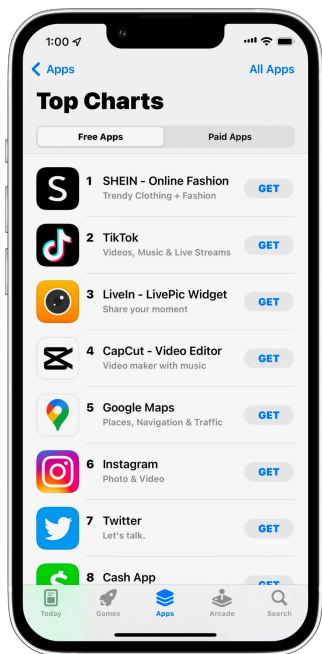 1:00
Apps
All Apps
Top Charts
Free Apps
Paid Apps
S
1 SHEIN - Online Fashion
Trendy Clothing + Fashion
GET
2 TikTok
Videos, Music & Live Streams
GET
3 LiveIn - LivePic Widget
Share your moment
GET
4 CapCut - Video Editor
Video maker with music
GET
5 Google Maps
Places, Navigation & Traffic
GET
6 Instagram
Photo & Video
GET
7 Twitter
Let's talk.
GET
$
8 Cash App
GET
Today
Games
Apps
Arcade
Search